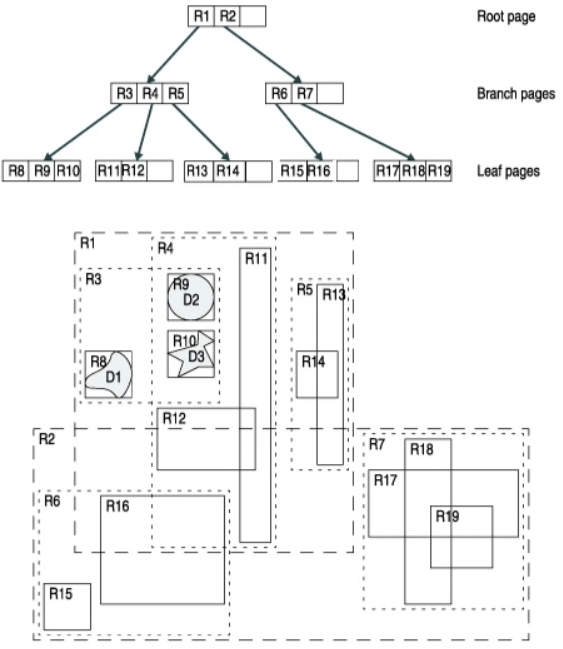 R1 R2 Root page
R3 R4 R5 R6 R7 Branch pages
R8 R9 R10 R11 R12 R13 R14 R15 R16 R17 R18 R19 Leaf pages
R1
R4
R11
R3
R9
D2
R5
R13
R10
D3
R8
D1
R14
R12
R2
R7
R18
R17
R6
R16
R19
R15